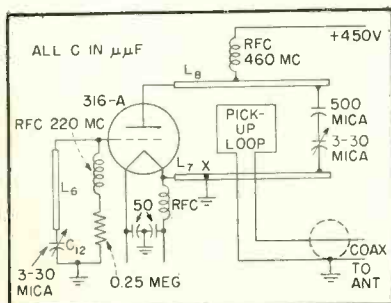 ALL C IN μμF
RFC
460 MC
+450V
L8
316-A
RFC 220 MC
PICK-
UP
LOOP
500
MICA
3-30
MICA
L7 X
L6
50
RFC
C12
3-30
MICA
0.25 MEG
COAX
TO
ANT